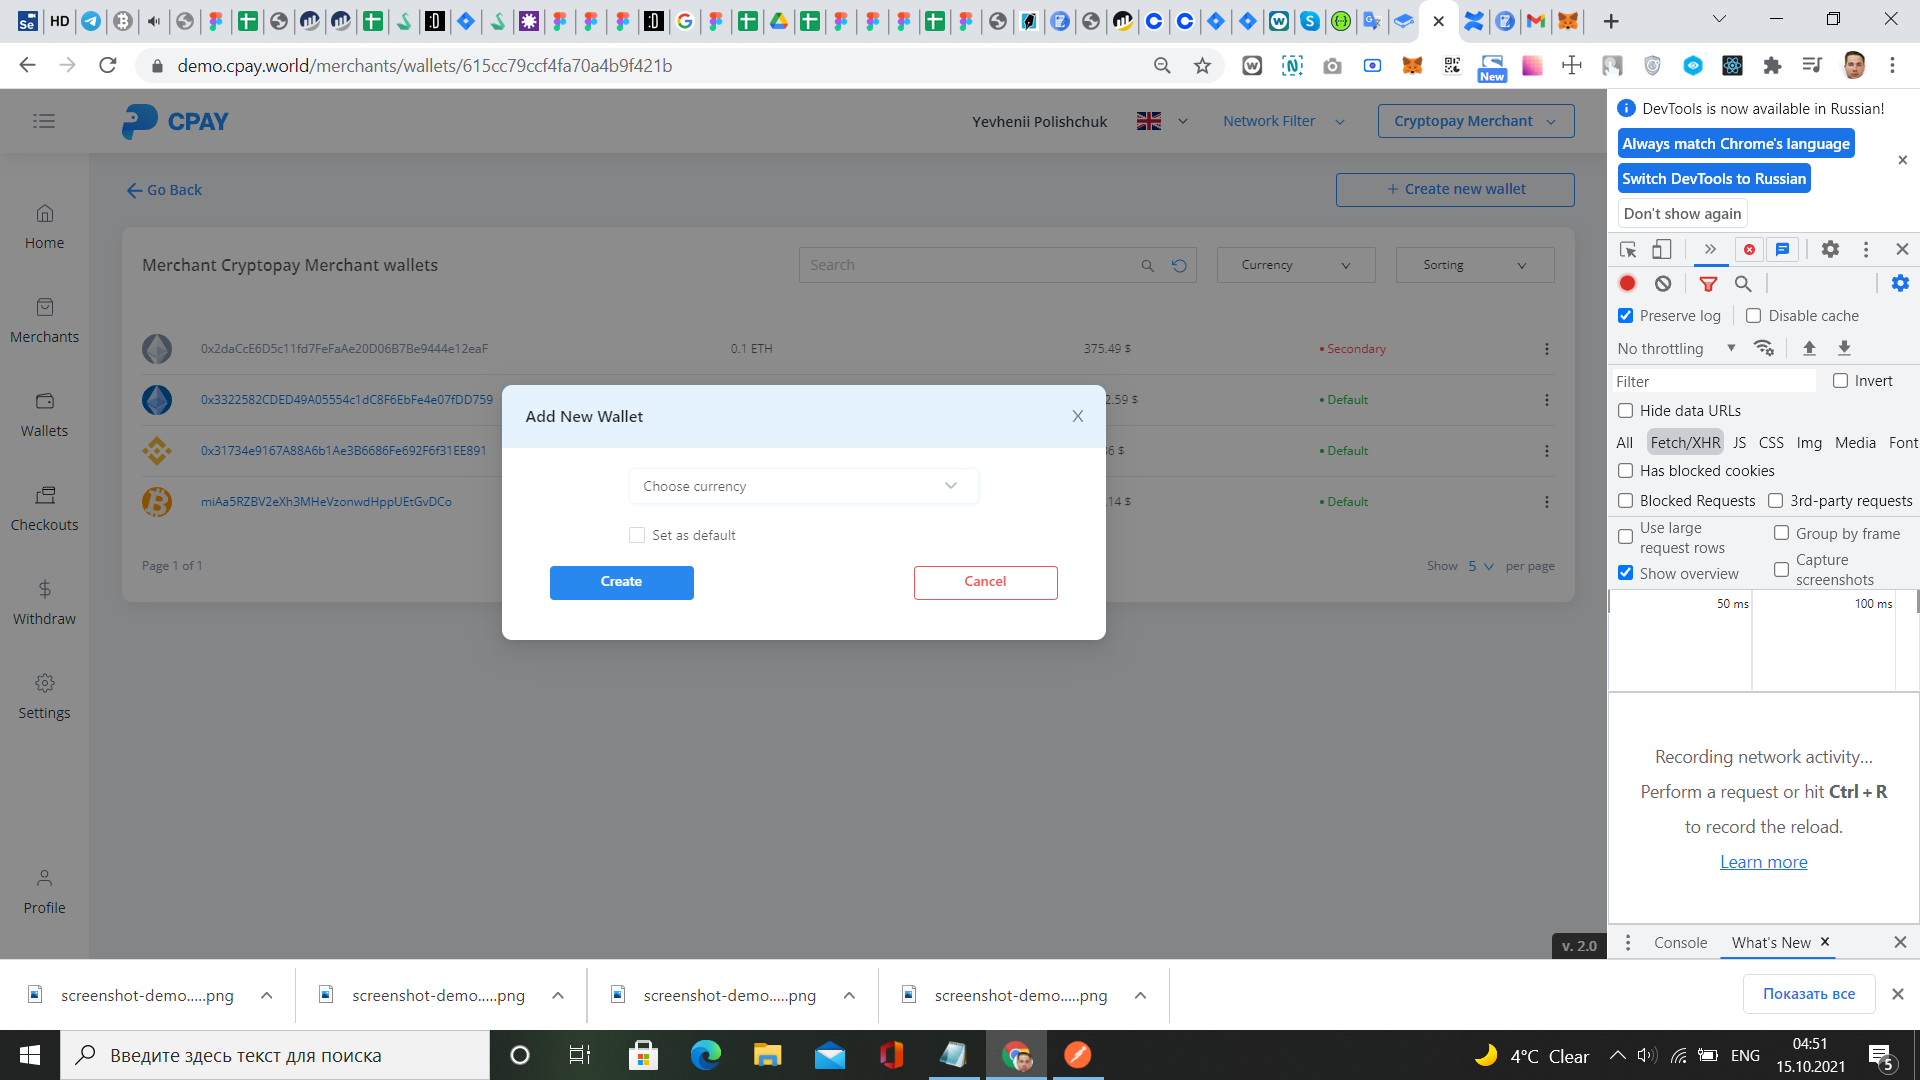 HD
demo.cpay.world/merchants/wallets/615cc79ccf4fa70a4b9f421b
New
CPAY
Yevhenii Polishchuk
Network Filter
Cryptopay Merchant
Go Back
+ Create new wallet
Home
Merchants
Wallets
Checkouts
Withdraw
Settings
Profile
Merchant Cryptopay Merchant wallets
Search
Currency
Sorting
0x2daCcE6D5c11fd7FeFaAe20D06B7Be9444e12eaF 0.1 ETH 375.49 $ Secondary
0x3322582CDED49A05554c1dC8F6EbFe4e07fDD759 2.59 $ Default
0x31734e9167A88A6b1Ae3B6686Fe692F6f31EE891 6 $ Default
miAa5RZBV2eXh3MHeVzonwdHppUEtGvDCo .14 $ Default
Page 1 of 1
Show 5 per page
Add New Wallet
X
Choose currency
Set as default
Create
Cancel
v. 2.0
DevTools is now available in Russian!
Always match Chrome's language
Switch DevTools to Russian
Don't show again
Preserve log
Disable cache
No throttling
Filter
Invert
Hide data URLs
All Fetch/XHR JS CSS Img Media Font
Has blocked cookies
Blocked Requests
3rd-party requests
Use large request rows
Group by frame
Show overview
Capture screenshots
50 ms
100 ms
Recording network activity...
Perform a request or hit Ctrl + R
to record the reload.
Learn more
Console
What's New
screenshot-demo.....png
screenshot-demo.....png
screenshot-demo.....png
screenshot-demo.....png
Показать все
Введите здесь текст для поиска
4°C Clear
ENG
04:51
15.10.2021
5